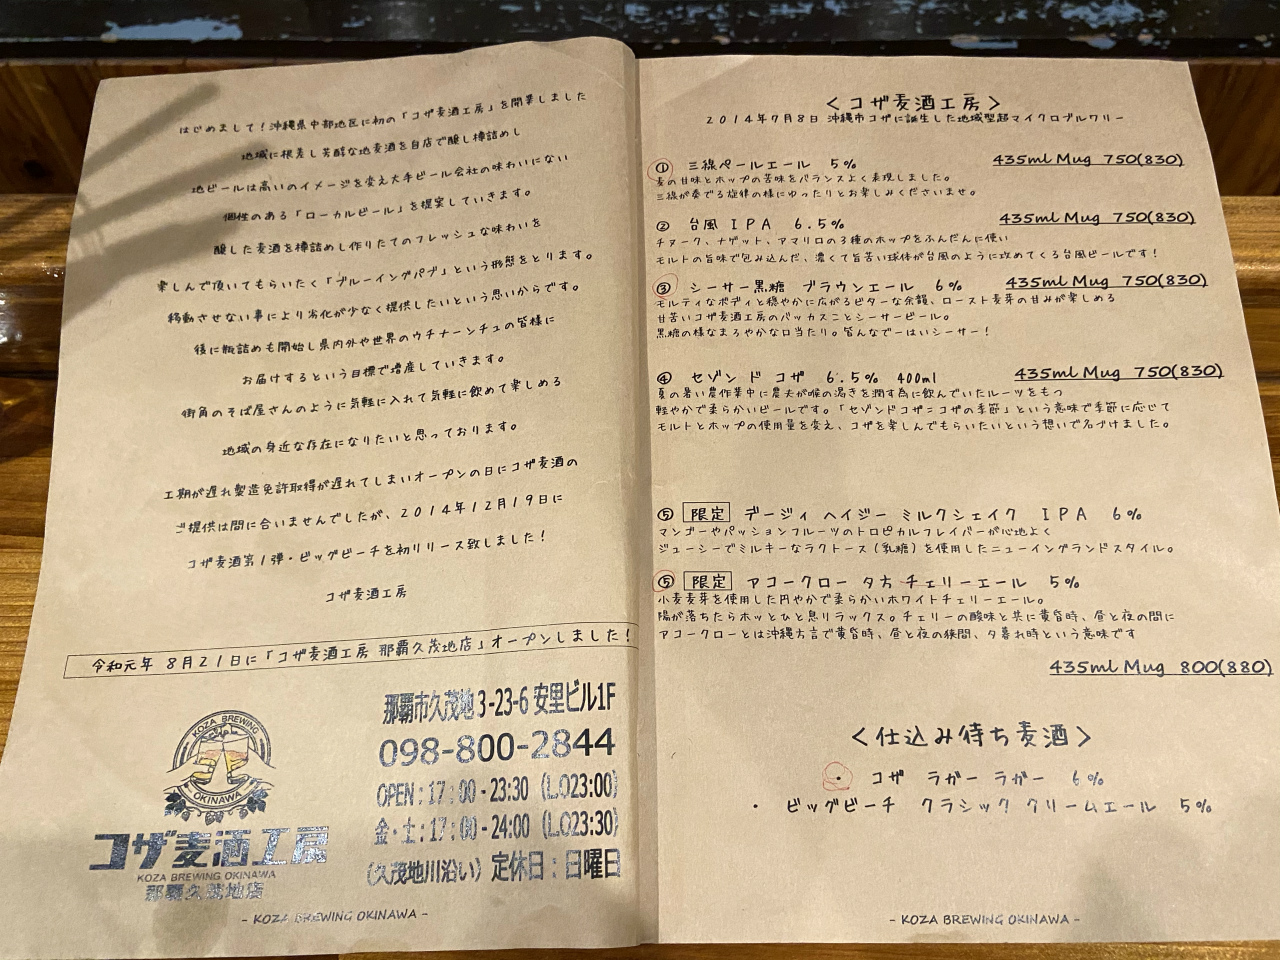 はじめまして！沖縄県中部地区に初の「コザ麦酒工房」を開業しました
地域に根差し芳醇な地麦酒を自店で醸し樽詰めし
地ビールは高いのイメージを変え大手ビール会社の味わいにない
個性のある「ローカルビール」を提案していきます。
醸した麦酒を樽詰めし作りたてのフレッシュな味わいを
楽しんで頂いてもらいたく「ブルーイングパブ」という形態をとります。
移動させない事により劣化が少なく提供したいという思いからです。
後に瓶詰めも開始し県内外や世界のウチナーンチュの皆様に
お届けするという目標で増産していきます。
街角のそば屋さんのように気軽に入れて気軽に飲めて楽しめる
地域の身近な存在になりたいと思っております。
工期が遅れ製造免許取得が遅れてしまいオープンの日にコザ麦酒の
ご提供は間に合いませんでしたが、2014年12月19日に
コザ麦酒第1弾・ビッグビーチを初リリース致しました！
コザ麦酒工房
令和元年 8月21日に「コザ麦酒工房 那覇久茂地店」オープンしました！
KOZA BREWING
OKINAWA
コザ麦酒工房
KOZA BREWING OKINAWA
那覇久茂地店
那覇市久茂地3-23-6 安里ビル1F
098-800-2844
OPEN：17：00-23:30（L.O23:00）
金・土：17：00-24:00（L.O23:30）
（久茂地川沿い）定休日：日曜日
- KOZA BREWING OKINAWA -
＜コザ麦酒工房＞
2014年7月8日 沖縄市コザに誕生した地域型超マイクロブルワリー
① 三線ペールエール 5% 435ml Mug 750(830)
麦の甘味とホップの苦味をバランスよく表現しました。
三線が奏でる旋律の様にゆったりとお楽しみくださいませ。
② 台風 IPA 6.5% 435ml Mug 750(830)
チヌーク、ナゲット、アマリロの3種のホップをふんだんに使い
モルトの旨味で包み込んだ、濃くて旨苦い球体が台風のように攻めてくる台風ビールです！
③ シーサー黒糖 ブラウンエール 6% 435ml Mug 750(830)
モルティなボディと穏やかに広がるビターな余韻、ロースト麦芽の甘みが楽しめる
甘苦いコザ麦酒工房のバッカスことシーサービール。
黒糖の様なまろやかな口当たり。皆んなでーはいシーサー！
④ セゾン ド コザ 6.5% 400ml 435ml Mug 750(830)
夏の暑い農作業中に農夫が喉の渇きを潤す為に飲んでいたルーツをもつ
軽やかで柔らかいビールです。「セゾンドコザ=コザの季節」という意味で季節に応じて
モルトとホップの使用量を変え、コザを楽しんでもらいたいという想いで名づけました。
⑤ 限定 デージィ ヘイジー ミルクシェイク IPA 6%
マンゴーやパッションフルーツのトロピカルフレイバーが心地よく
ジューシーでミルキーなラクトース（乳糖）を使用したニューイングランドスタイル。
⑤ 限定 アコークロー 夕方 チェリーエール 5%
小麦麦芽を使用した円やかで柔らかいホワイトチェリーエール。
陽が落ちたらホッとひと息リラックス。チェリーの酸味と共に黄昏時、昼と夜の間に
アコークローとは沖縄方言で黄昏時、昼と夜の狭間、夕暮れ時という意味です
435ml Mug 800(880)
＜仕込み待ち麦酒＞
・ コザ ラガー ラガー 6%
・ ビッグビーチ クラシック クリームエール 5%
- KOZA BREWING OKINAWA -